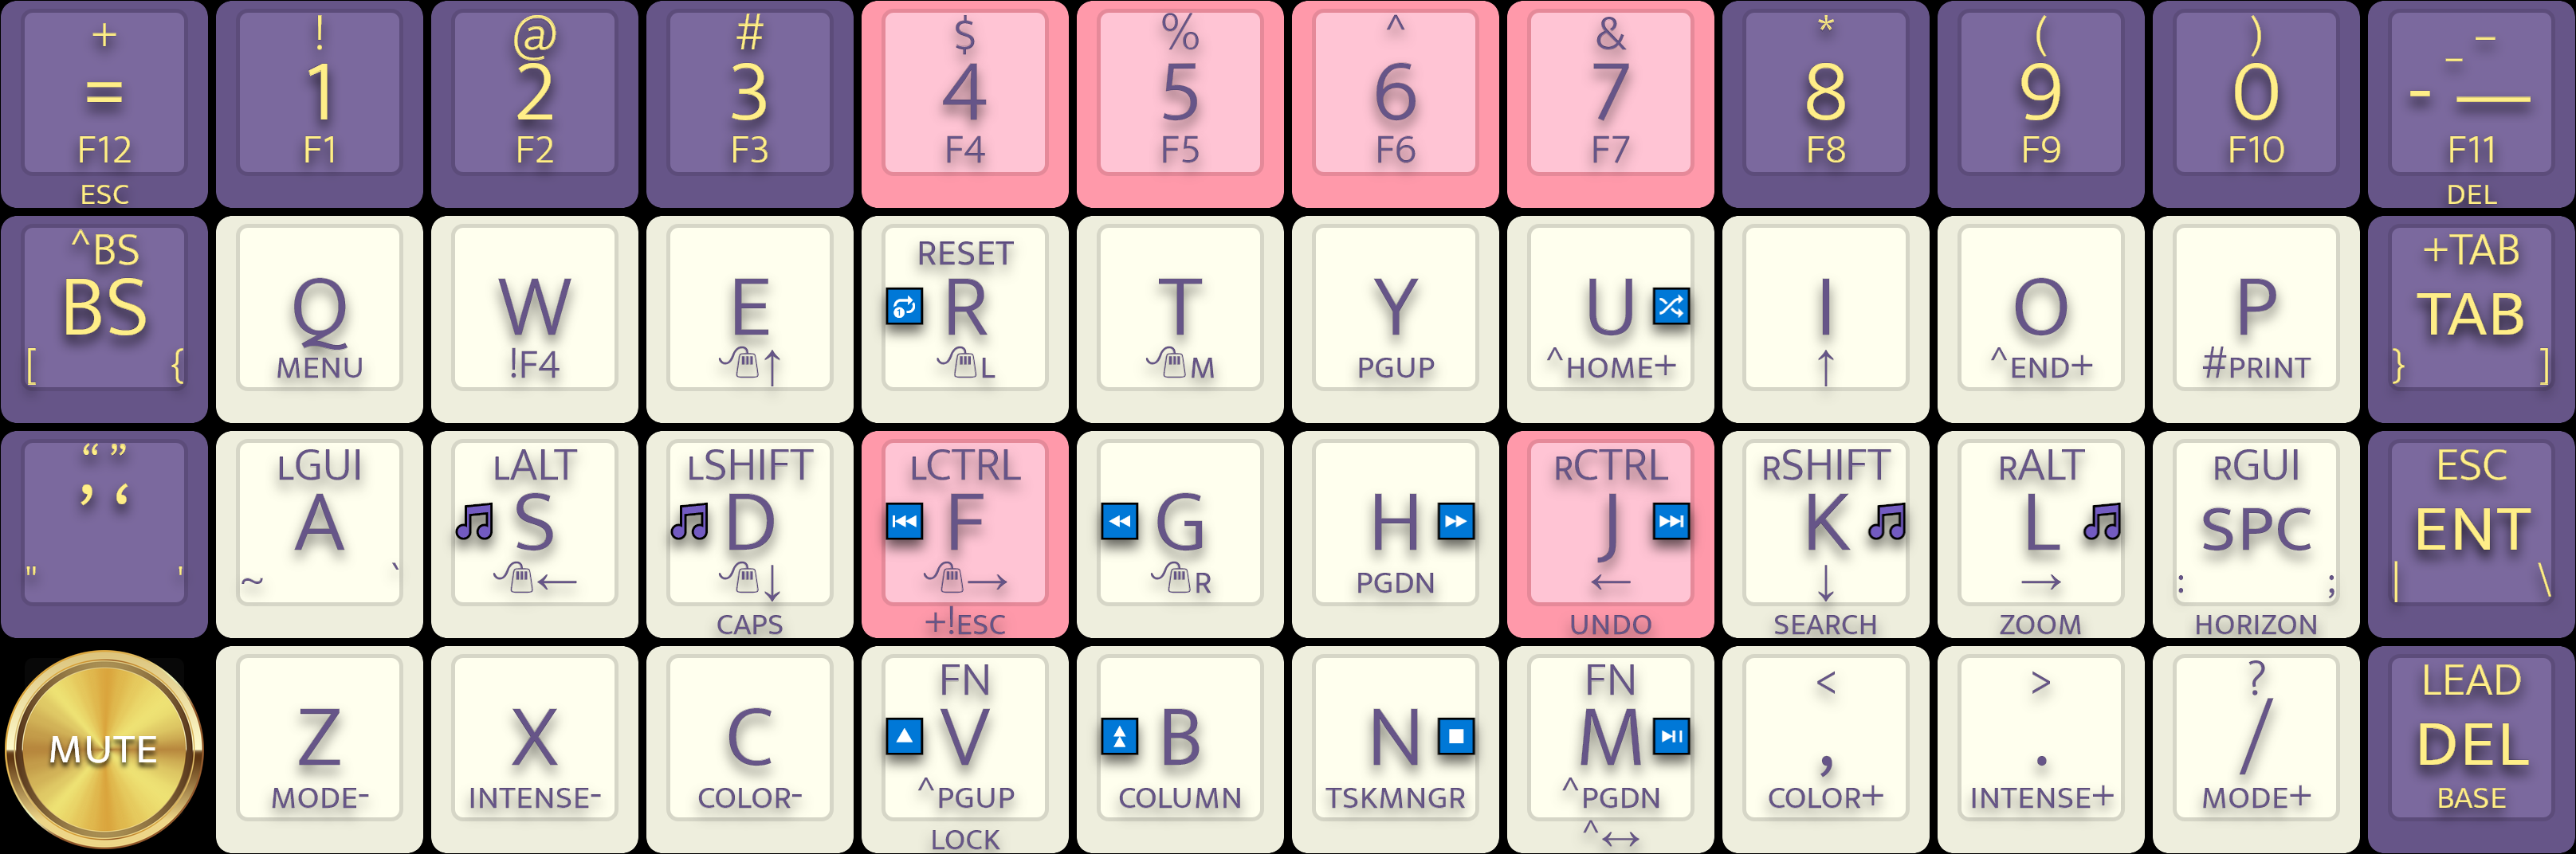 +
=
F12
ESC
!
1
F1
@
2
F2
#
3
F3
$
4
F4
%
5
F5
^
6
F6
&
7
F7
*
8
F8
(
9
F9
)
0
F10
_ –
- —
F11
DEL
^BS
BS
[ {
Q
MENU
W
!F4
E
↑
RESET
R
L
T
M
Y
PGUP
U
^HOME+
I
↑
O
^END+
P
#PRINT
+TAB
TAB
} ]
“ ”
’ ‘
" '
LGUI
A
~ `
LALT
S
←
LSHIFT
D
↓
CAPS
LCTRL
F
→
+!ESC
G
R
H
PGDN
RCTRL
J
←
UNDO
RSHIFT
K
↓
SEARCH
RALT
L
→
ZOOM
RGUI
SPC
: ;
HORIZON
ESC
ENT
| \
MUTE
Z
MODE-
X
INTENSE-
C
COLOR-
FN
V
^PGUP
LOCK
B
COLUMN
N
TSKMNGR
FN
M
^PGDN
^↔
<
,
COLOR+
>
.
INTENSE+
?
/
MODE+
LEAD
DEL
BASE